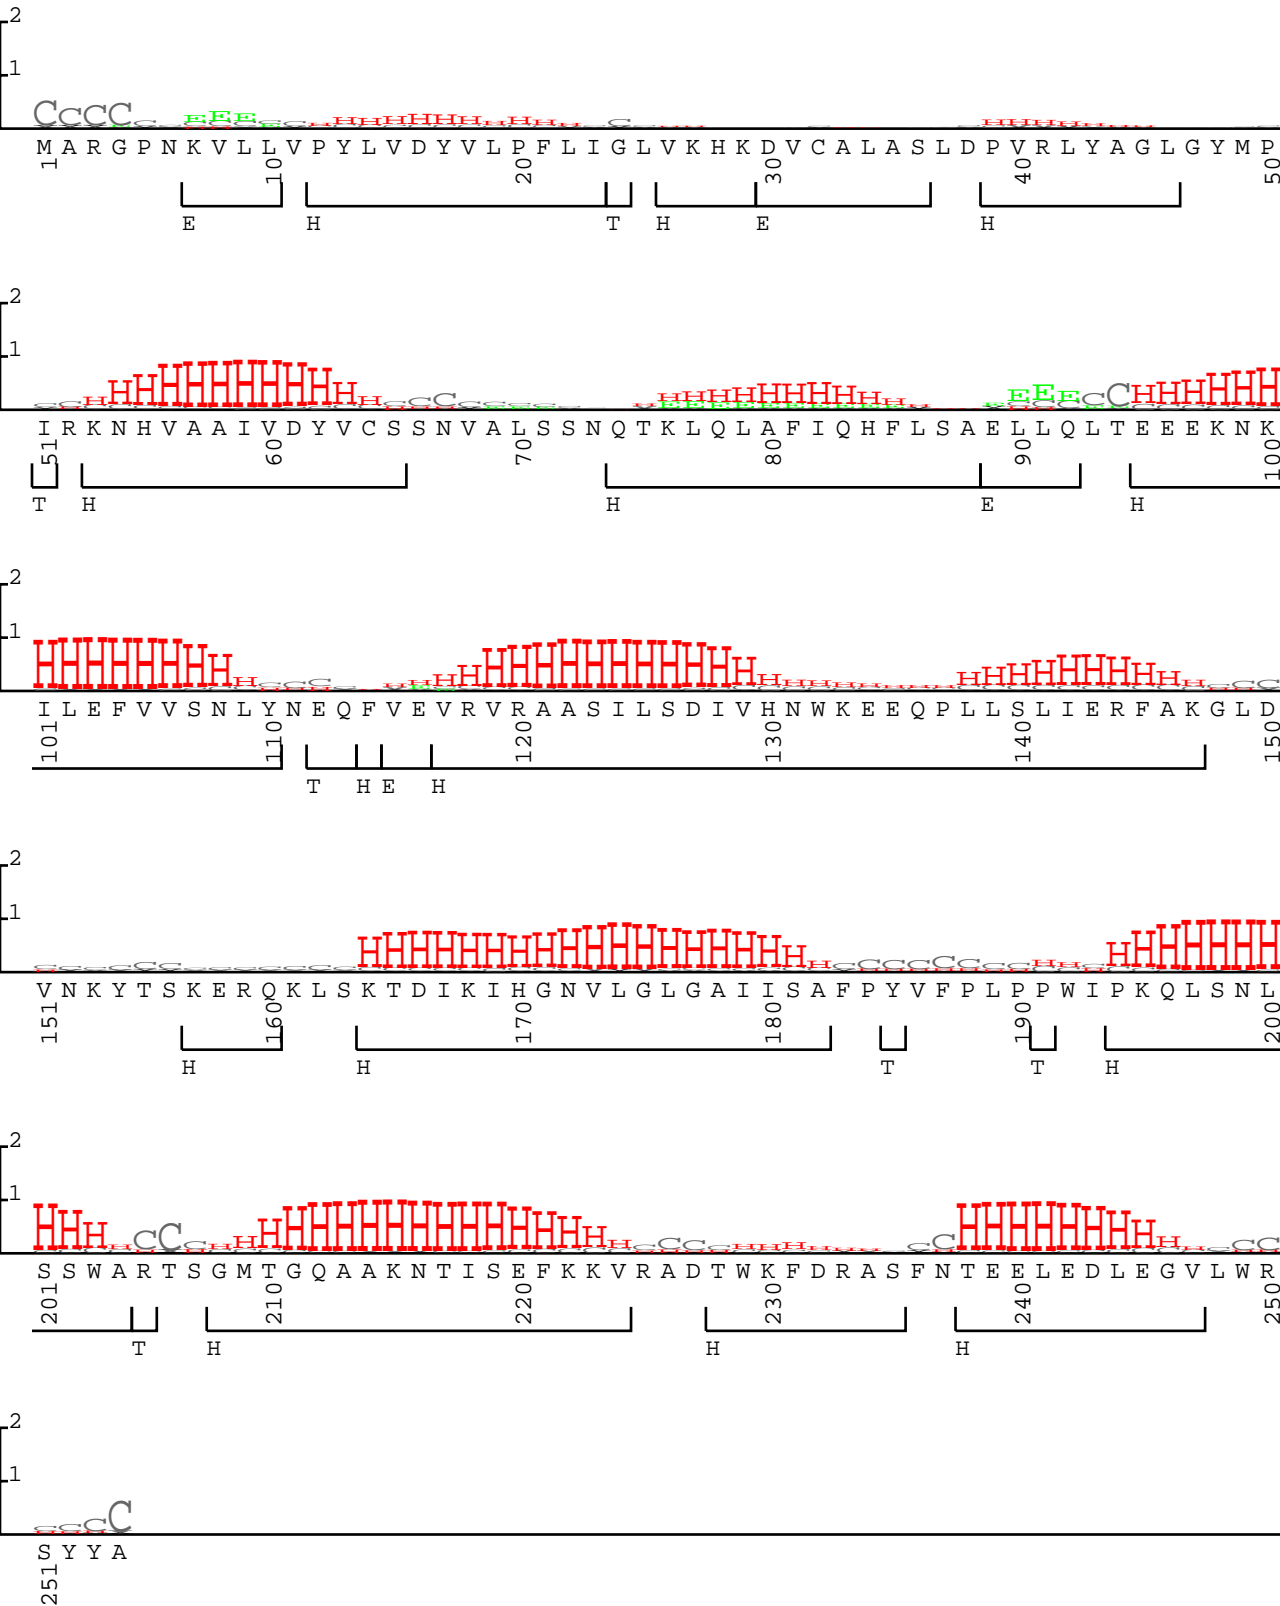 2
1
M A R G P N K V L L V P Y L V D Y V L P F L I G L V K H K D V C A L A S L D P V R L Y A G L G Y M P
1 10 20 30 40 50
E H T H E H
2
1
I R K N H V A A I V D Y V C S S N V A L S S N Q T K L Q L A F I Q H F L S A E L L Q L T E E E K N K
51 60 70 80 90 100
T H H E H
2
1
I L E F V V S N L Y N E Q F V E V R V R A A S I L S D I V H N W K E E Q P L L S L I E R F A K G L D
101 110 120 130 140 150
T H E H
2
1
V N K Y T S K E R Q K L S K T D I K I H G N V L G L G A I I S A F P Y V F P L P P W I P K Q L S N L
151 160 170 180 190 200
H H T T H
2
1
S S W A R T S G M T G Q A A K N T I S E F K K V R A D T W K F D R A S F N T E E L E D L E G V L W R
201 210 220 230 240 250
T H H H
2
1
S Y Y A
251